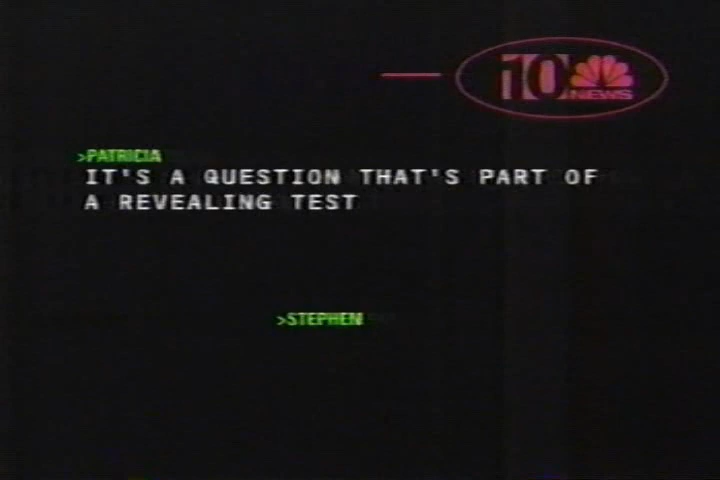 10
NEWS
>PATRICIA
IT'S A QUESTION THAT'S PART OF
A REVEALING TEST
>STEPHEN